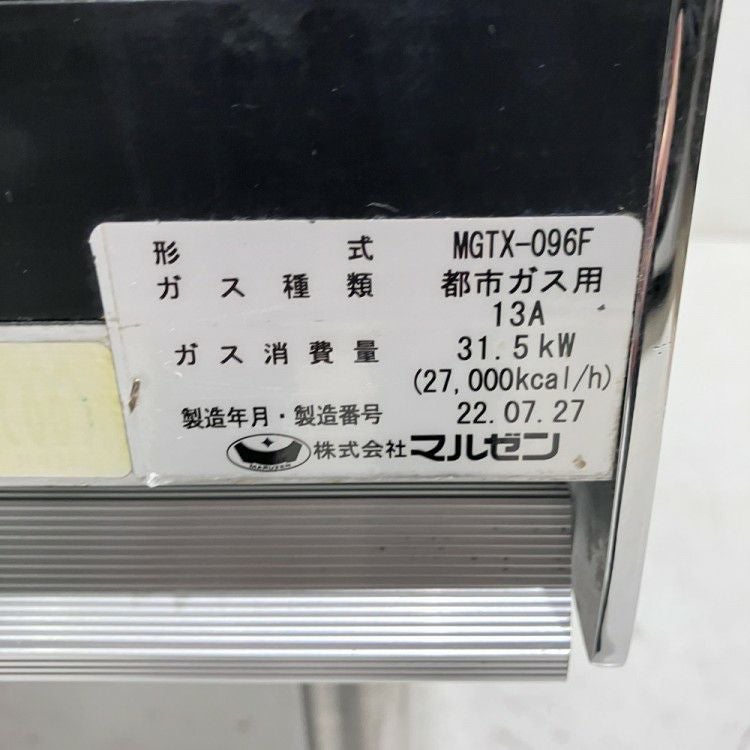 形 式 MGTX-096F
ガス種類 都市ガス用
13A
ガス消費量 31.5kW
(27,000kcal/h)
製造年月・製造番号 22.07.27
MARUZEN 株式会社マルゼン